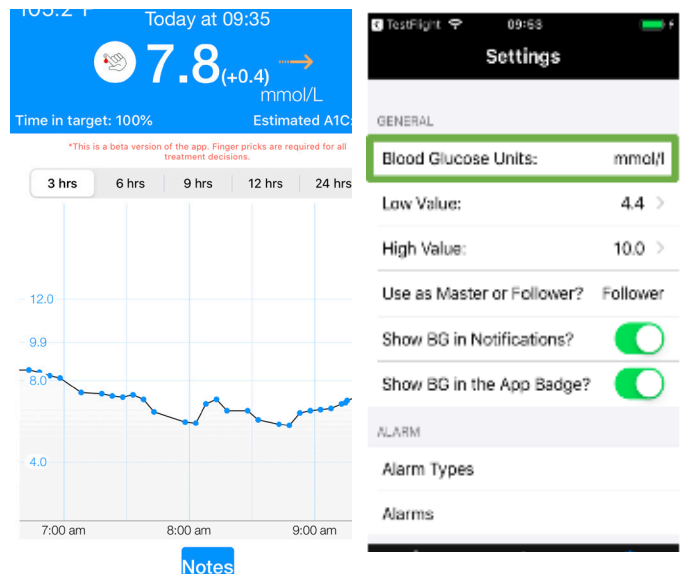 Today at 09:35
7.8(+0.4)
mmol/L
Time in target: 100%
Estimated A1C:
*This is a beta version of the app. Finger pricks are required for all
treatment decisions.
3 hrs
6 hrs
9 hrs
12 hrs
24 hrs
12.0
9.9
8.0
4.0
7:00 am
8:00 am
9:00 am
Notes
TestFlight
09:53
Settings
GENERAL
Blood Glucose Units: mmol/l
Low Value: 4.4
High Value: 10.0
Use as Master or Follower? Follower
Show BG in Notifications?
Show BG in the App Badge?
ALARM
Alarm Types
Alarms